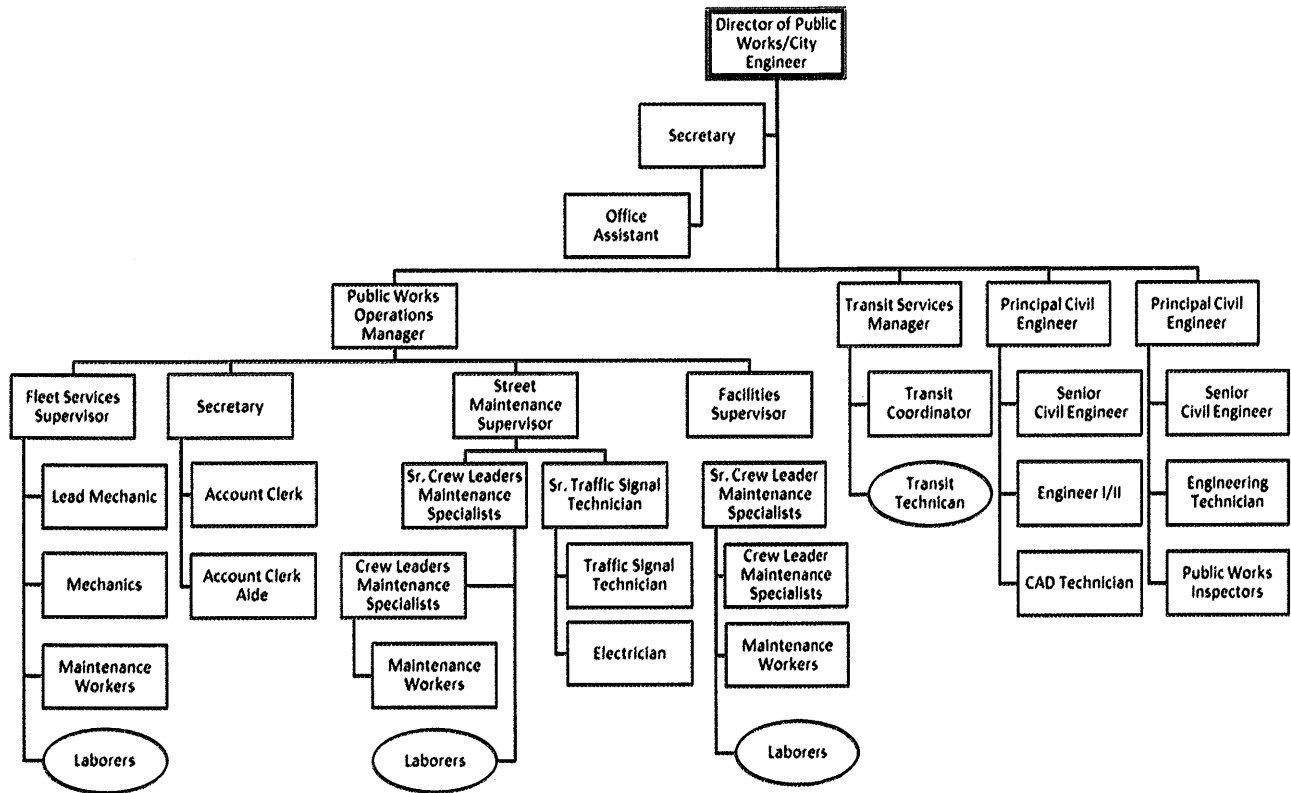 Director of Public
Works/City
Engineer
Secretary
Office
Assistant
Public Works
Operations
Manager
Transit Services
Manager
Principal Civil
Engineer
Principal Civil
Engineer
Fleet Services
Supervisor
Secretary
Street
Maintenance
Supervisor
Facilities
Supervisor
Transit
Coordinator
Senior
Civil Engineer
Senior
Civil Engineer
Lead Mechanic
Account Clerk
Sr. Crew Leaders
Maintenance
Specialists
Sr. Traffic Signal
Technician
Sr. Crew Leader
Maintenance
Specialists
Transit
Technican
Engineer I/II
Engineering
Technician
Mechanics
Account Clerk
Aide
Crew Leaders
Maintenance
Specialists
Traffic Signal
Technician
Crew Leader
Maintenance
Specialists
CAD Technician
Public Works
Inspectors
Maintenance
Workers
Maintenance
Workers
Electrician
Maintenance
Workers
Laborers
Laborers
Laborers